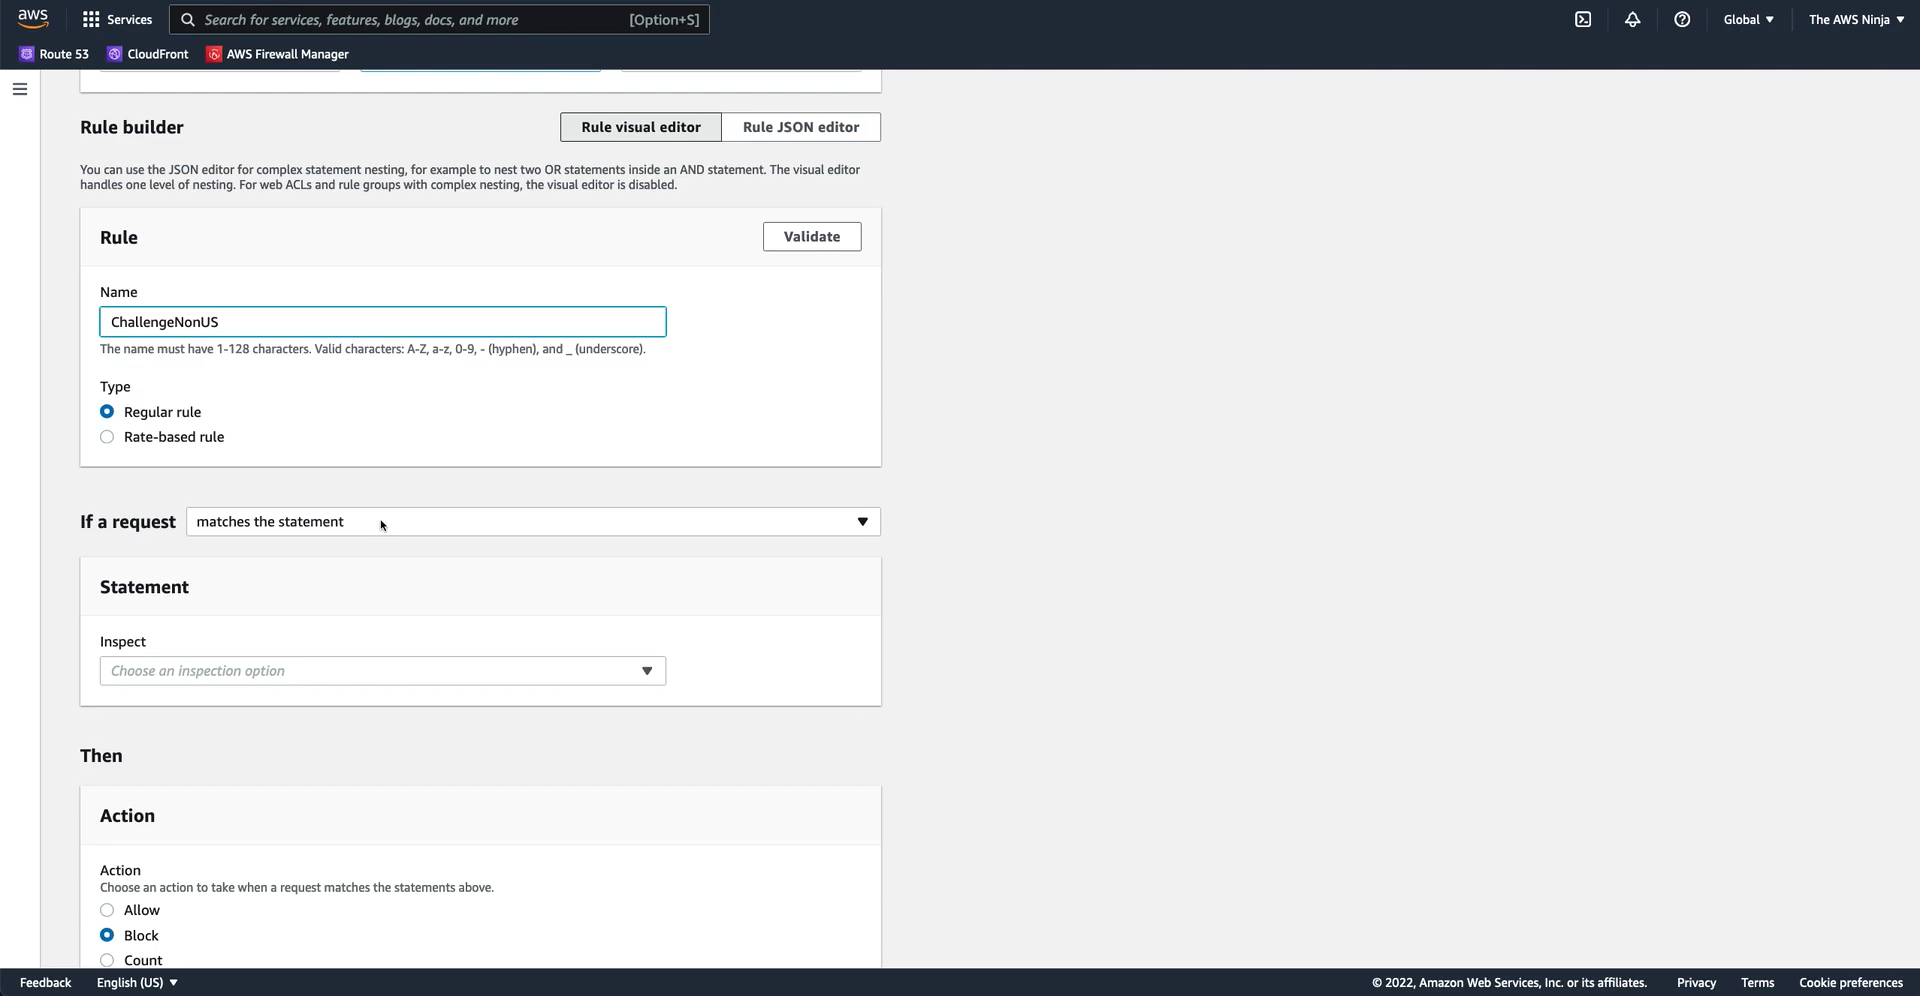 aws
Services
Search for services, features, blogs, docs, and more [Option+S]
Global
The AWS Ninja
Route 53
CloudFront
AWS Firewall Manager
Rule builder
Rule visual editor
Rule JSON editor
You can use the JSON editor for complex statement nesting, for example to nest two OR statements inside an AND statement. The visual editor
handles one level of nesting. For web ACLs and rule groups with complex nesting, the visual editor is disabled.
Rule
Validate
Name
ChallengeNonUS
The name must have 1-128 characters. Valid characters: A-Z, a-z, 0-9, - (hyphen), and _ (underscore).
Type
Regular rule
Rate-based rule
If a request
matches the statement
Statement
Inspect
Choose an inspection option
Then
Action
Action
Choose an action to take when a request matches the statements above.
Allow
Block
Count
Feedback
English (US)
© 2022, Amazon Web Services, Inc. or its affiliates.
Privacy
Terms
Cookie preferences